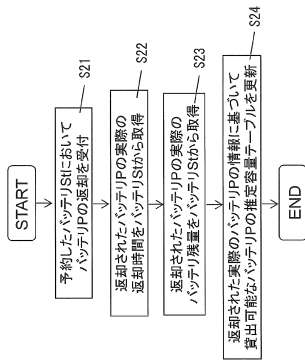 START
予約したバッテリStにおいて
バッテリPの返却を受付
S21
返却されたバッテリPの実際の
返却時間をバッテリStから取得
S22
返却されたバッテリPの実際の
バッテリ残量をバッテリStから取得
S23
返却された実際のバッテリPの情報に基づいて
貸出可能なバッテリPの推定容量テーブルを更新
S24
END